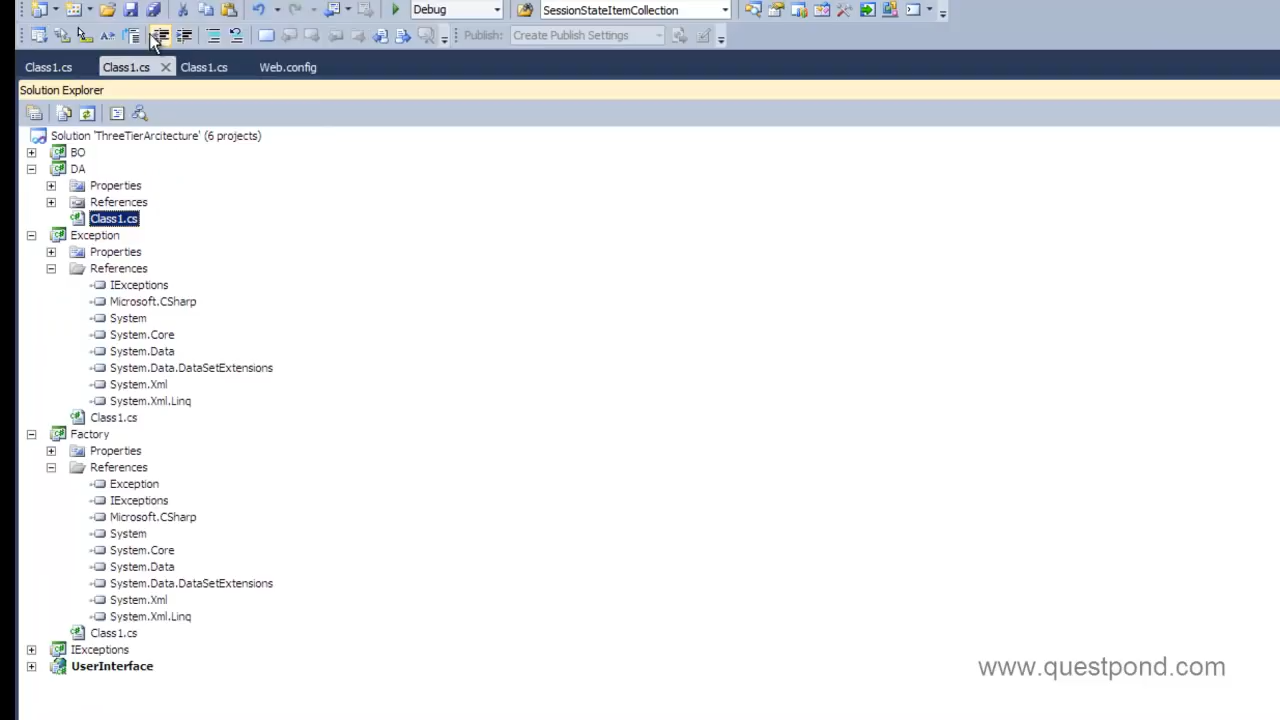 Debug SessionStateItemCollection
Publish: Create Publish Settings
Class1.cs Class1.cs Class1.cs Web.config
Solution Explorer
Solution 'ThreeTierArcitecture' (6 projects)
BO
DA
Properties
References
Class1.cs
Exception
Properties
References
IExceptions
Microsoft.CSharp
System
System.Core
System.Data
System.Data.DataSetExtensions
System.Xml
System.Xml.Linq
Class1.cs
Factory
Properties
References
Exception
IExceptions
Microsoft.CSharp
System
System.Core
System.Data
System.Data.DataSetExtensions
System.Xml
System.Xml.Linq
Class1.cs
IExceptions
UserInterface
www.questpond.com